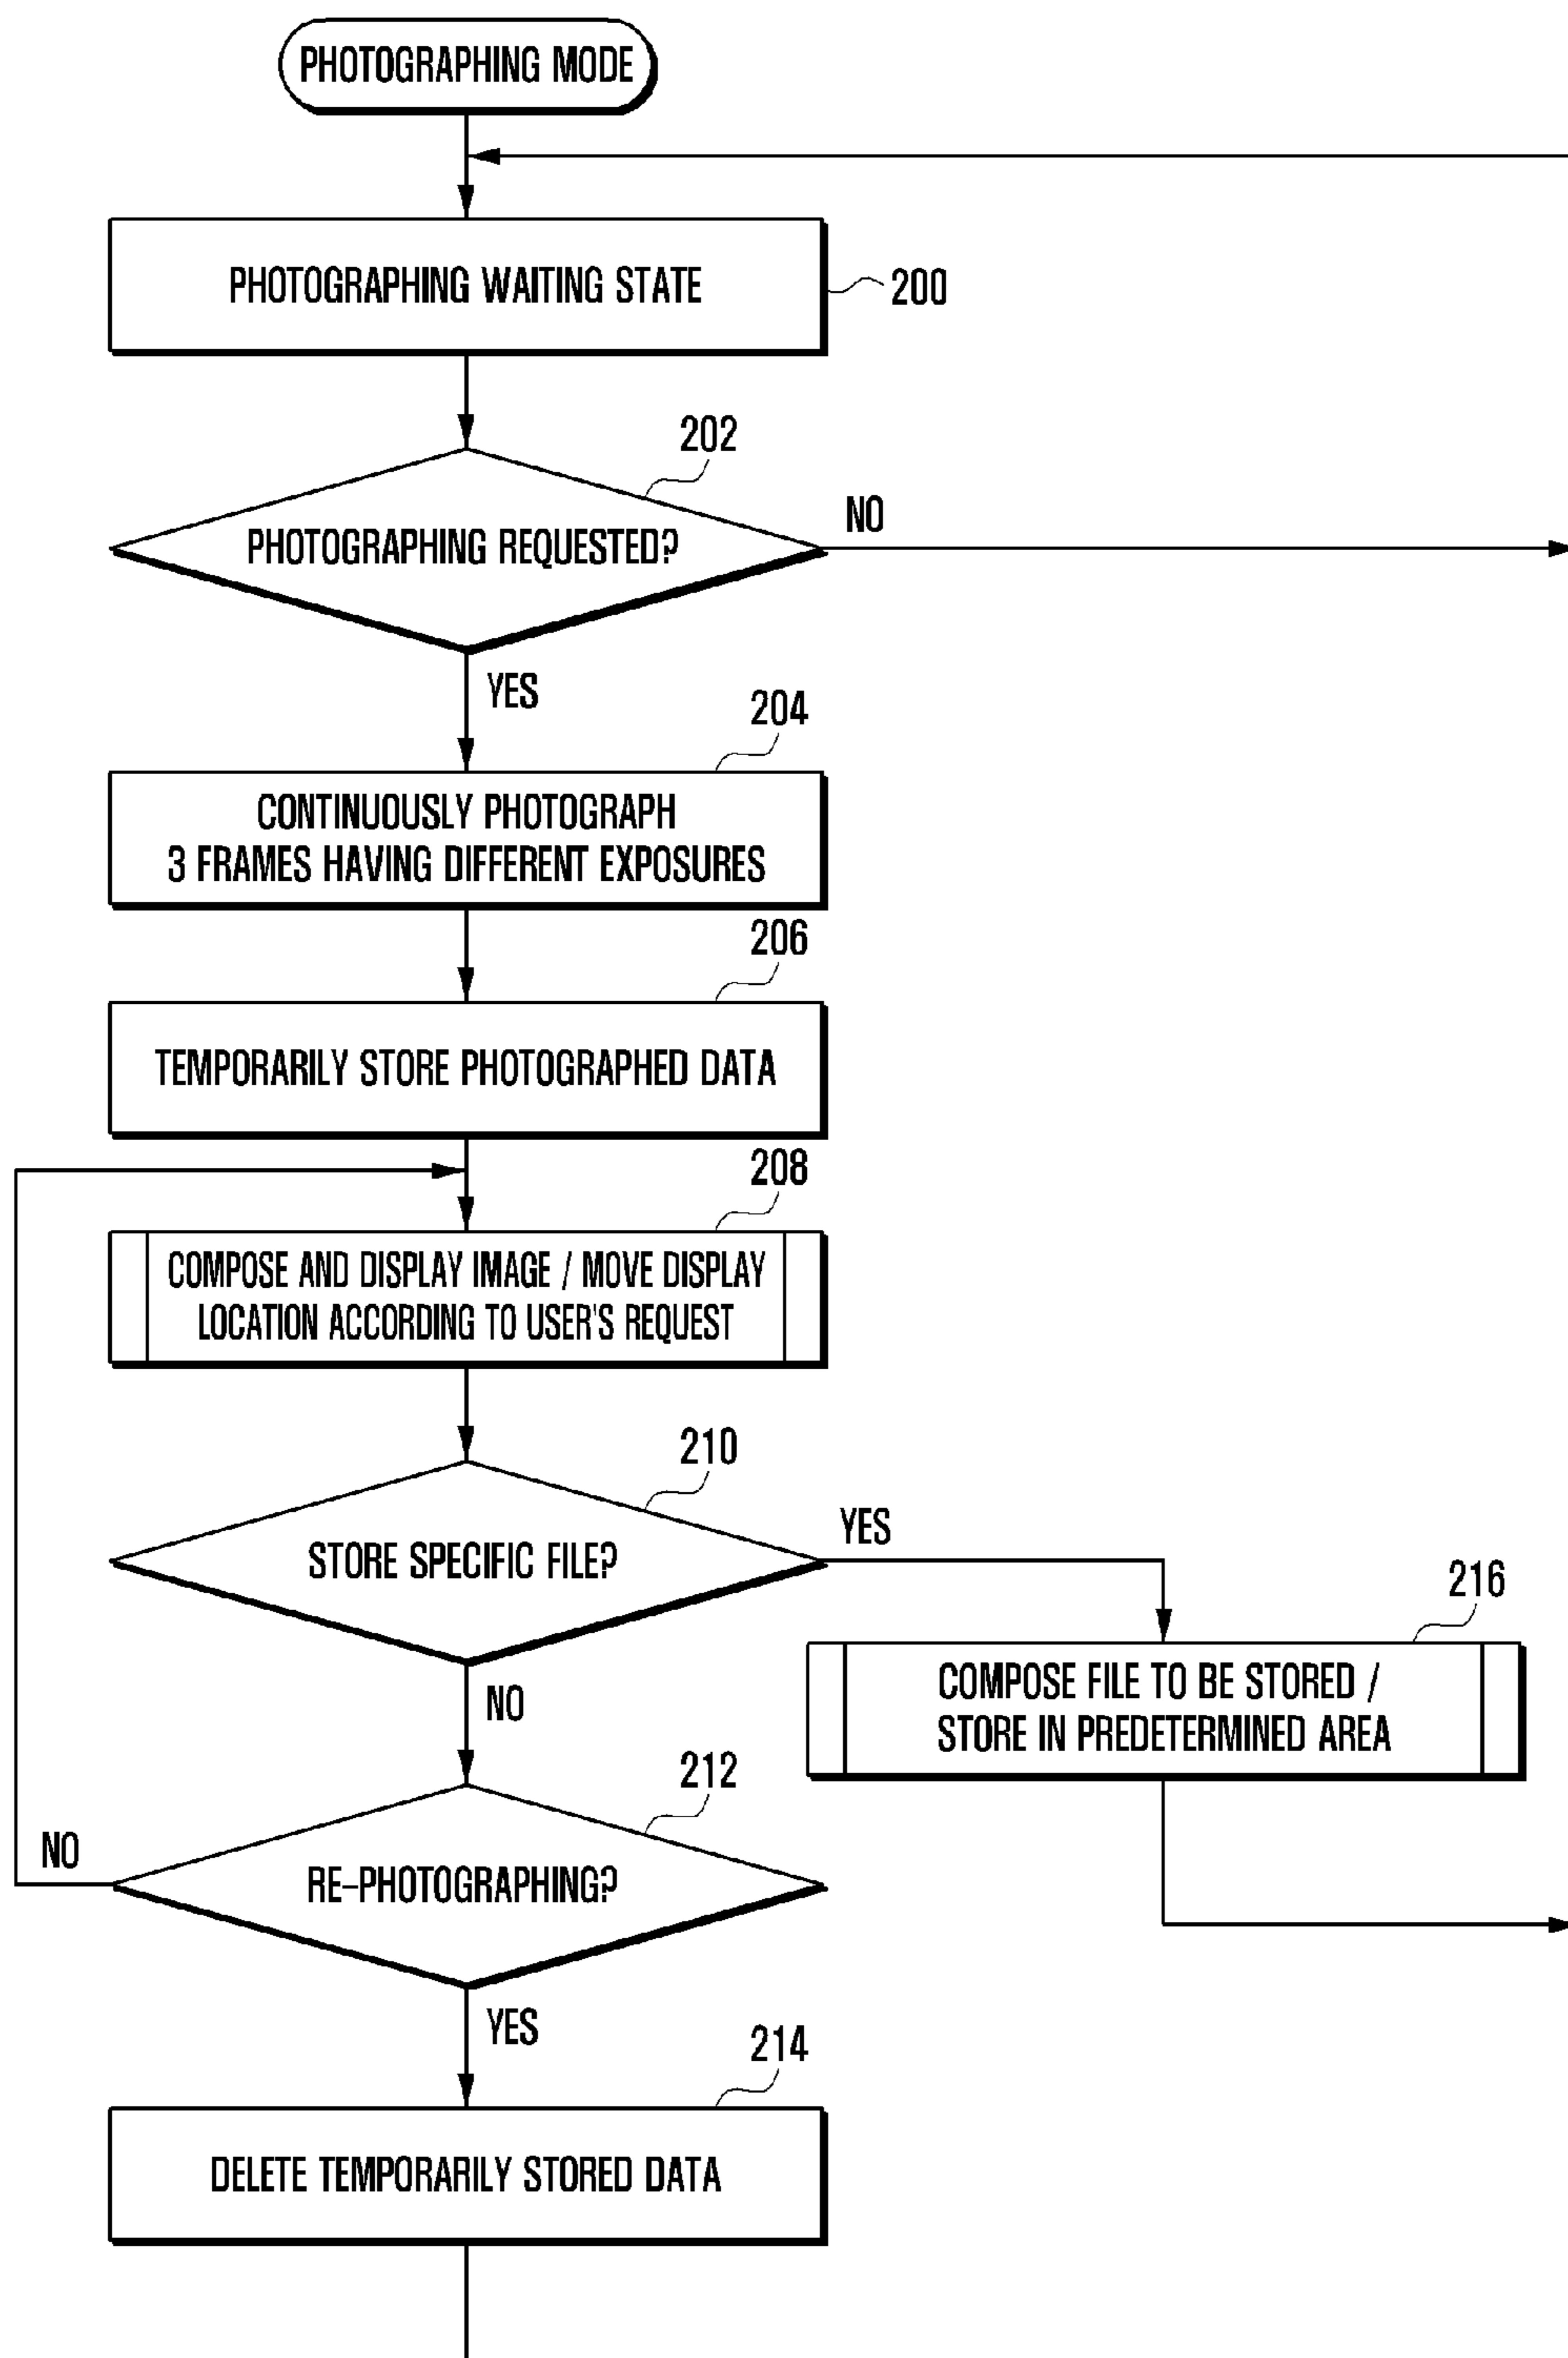 PHOTOGRAPHING MODE
PHOTOGRAPHING WAITING STATE
200
202
PHOTOGRAPHING REQUESTED?
NO
YES
204
CONTINUOUSLY PHOTOGRAPH
3 FRAMES HAVING DIFFERENT EXPOSURES
206
TEMPORARILY STORE PHOTOGRAPHED DATA
208
COMPOSE AND DISPLAY IMAGE / MOVE DISPLAY
LOCATION ACCORDING TO USER'S REQUEST
210
STORE SPECIFIC FILE?
YES
216
COMPOSE FILE TO BE STORED /
STORE IN PREDETERMINED AREA
NO
212
RE-PHOTOGRAPHING?
NO
YES
214
DELETE TEMPORARILY STORED DATA